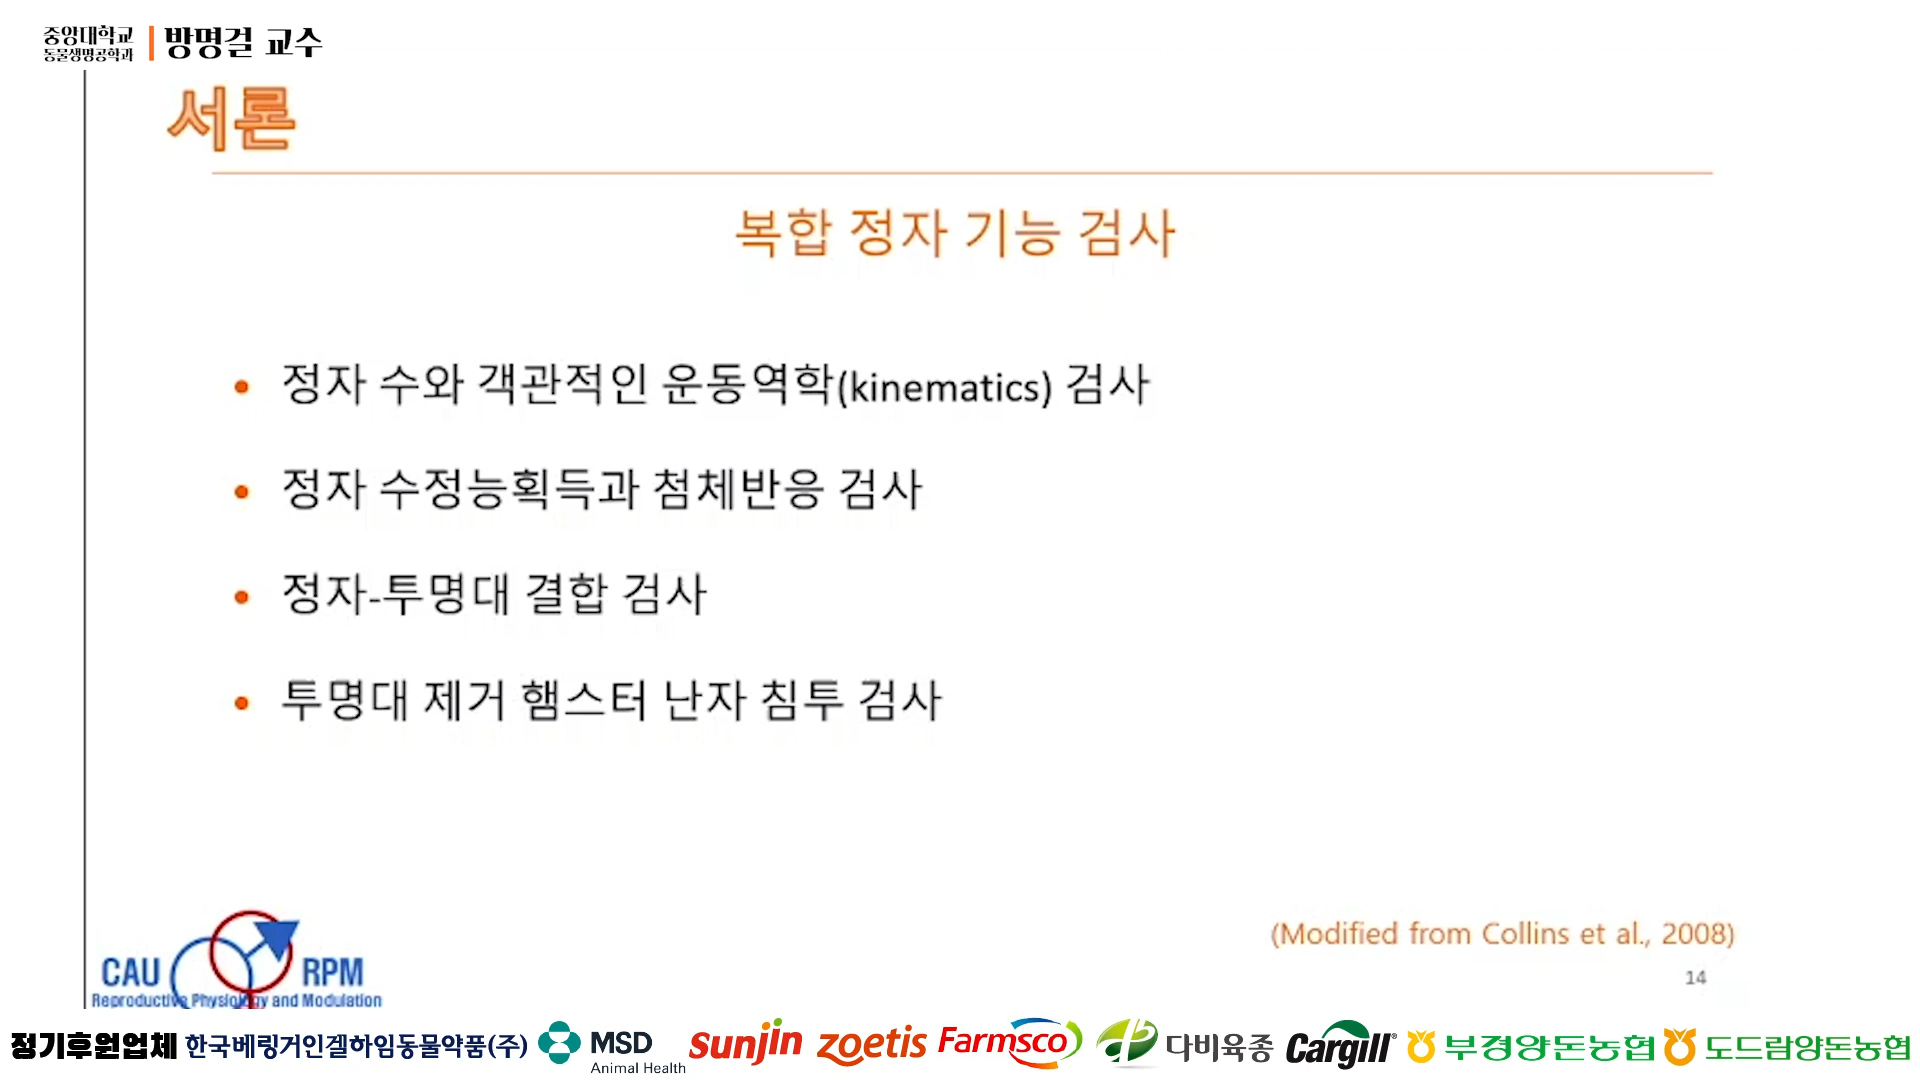 중앙대학교
동물생명공학과
방명걸 교수
서론
복합 정자 기능 검사
• 정자 수와 객관적인 운동역학(kinematics) 검사
• 정자 수정능획득과 첨체반응 검사
• 정자-투명대 결합 검사
• 투명대 제거 햄스터 난자 침투 검사
(Modified from Collins et al., 2008)
14
CAU RPM
Reproductive Physiology and Modulation
정기후원업체 한국베링거인겔하임동물약품(주) MSD Animal Health sunjin zoetis Farmsco 다비육종 Cargill® 부경양돈농협 도드람양돈농협